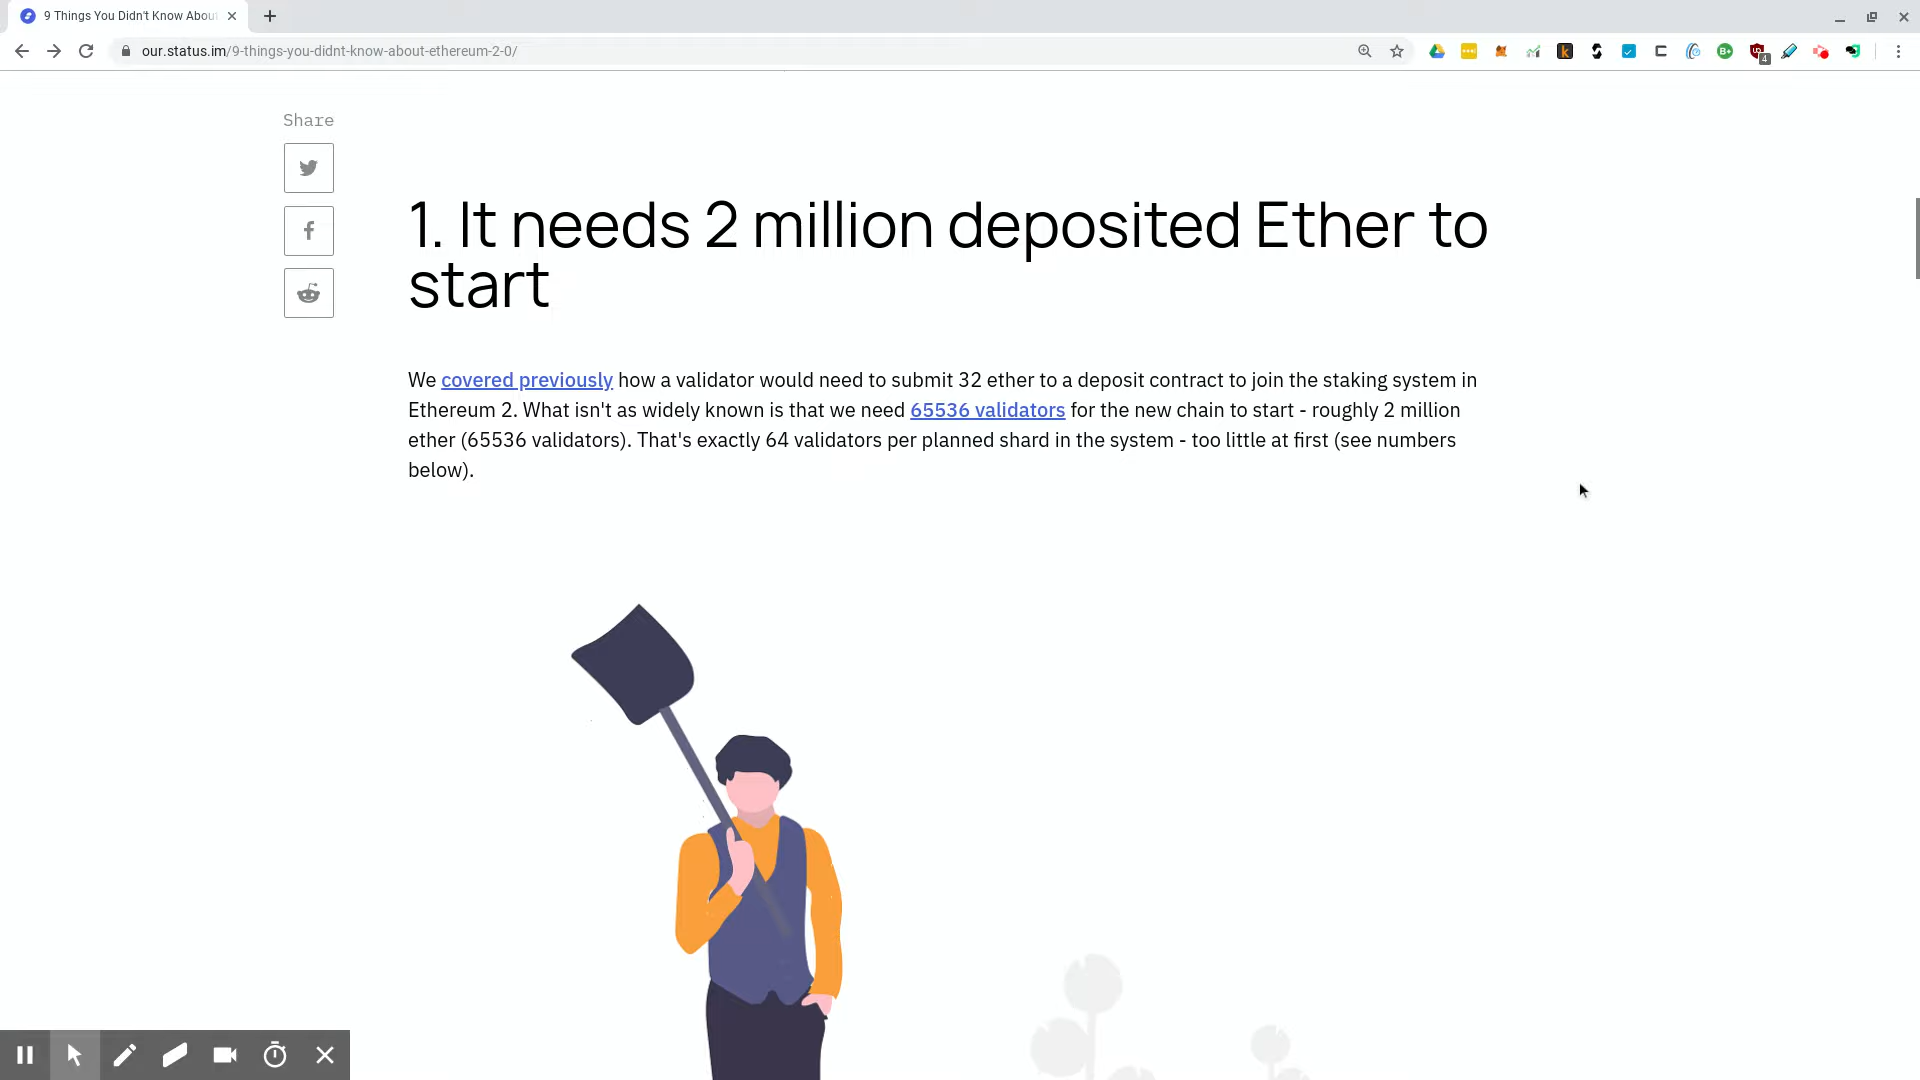 9 Things You Didn't Know Abou
our.status.im/9-things-you-didnt-know-about-ethereum-2-0/
4
Share
1. It needs 2 million deposited Ether to
start
We covered previously how a validator would need to submit 32 ether to a deposit contract to join the staking system in
Ethereum 2. What isn't as widely known is that we need 65536 validators for the new chain to start - roughly 2 million
ether (65536 validators). That's exactly 64 validators per planned shard in the system - too little at first (see numbers
below).